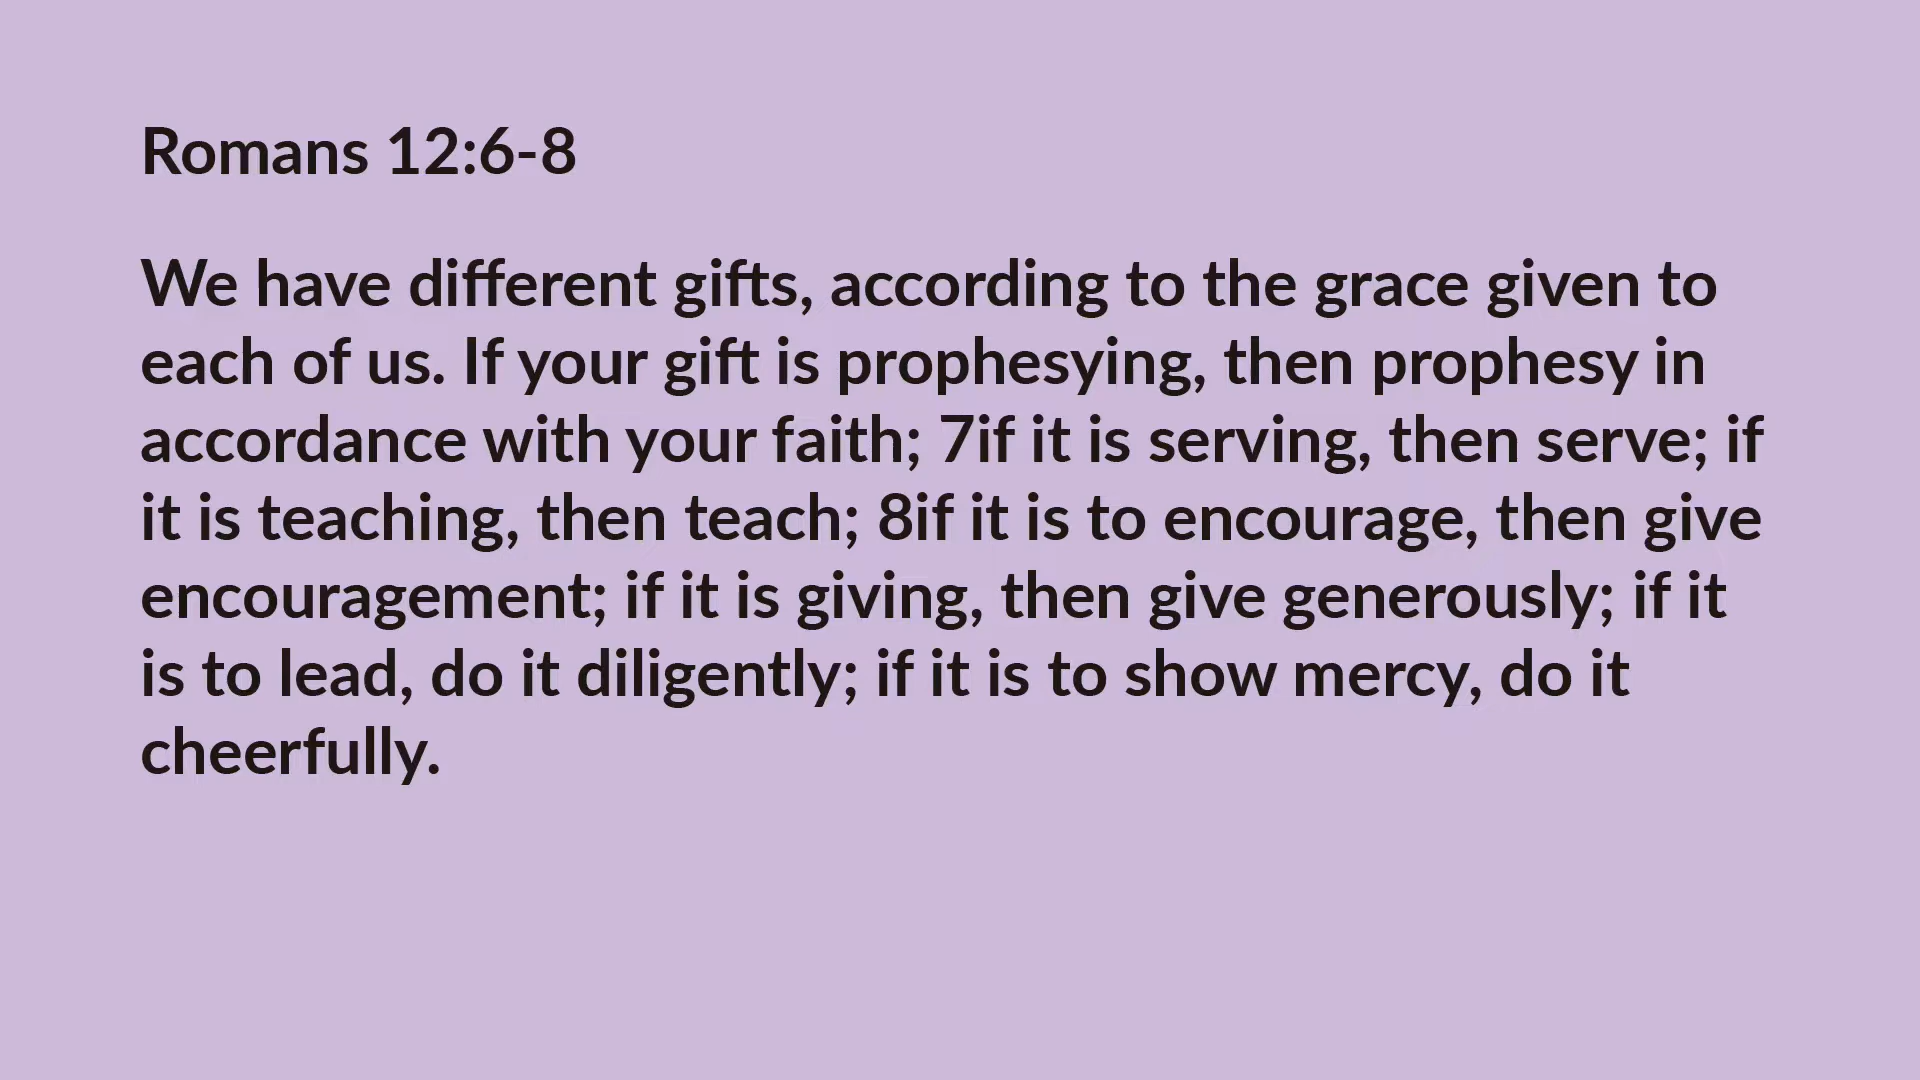 Romans 12:6-8
We have different gifts, according to the grace given to
each of us. If your gift is prophesying, then prophesy in
accordance with your faith; 7if it is serving, then serve; if
it is teaching, then teach; 8if it is to encourage, then give
encouragement; if it is giving, then give generously; if it
is to lead, do it diligently; if it is to show mercy, do it
cheerfully.